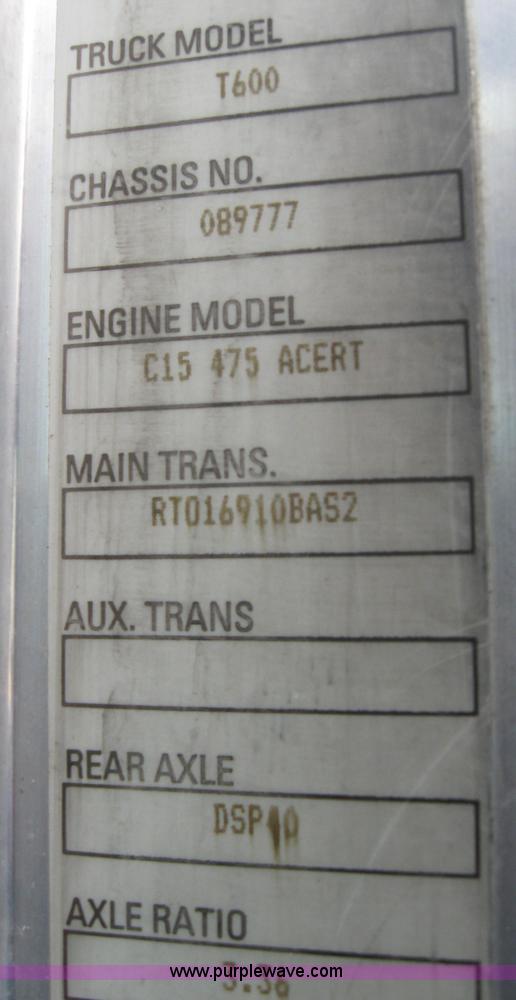 TRUCK MODEL
T600
CHASSIS NO.
089777
ENGINE MODEL
C15 475 ACERT
MAIN TRANS.
RTO16910BAS2
AUX. TRANS
REAR AXLE
DSP40
AXLE RATIO
www.purplewave.com